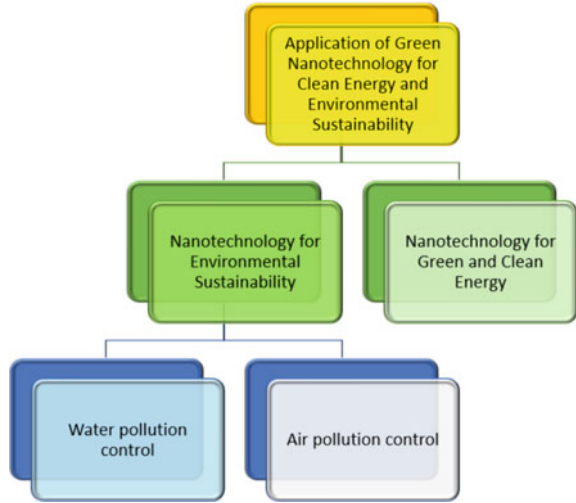 Application of Green
Nanotechnology for
Clean Energy and
Environmental
Sustainability
Nanotechnology for
Environmental
Sustainability
Nanotechnology for
Green and Clean
Energy
Water pollution
control
Air pollution control